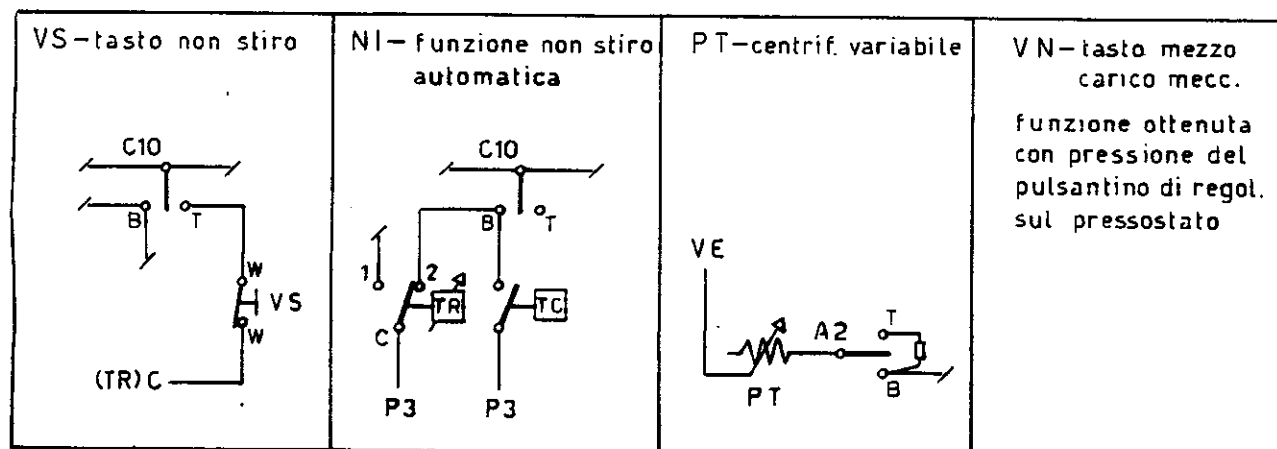 VS-tasto non stiro
C10
B
T
W
VS
W
(TR) C
NI-funzione non stiro
automatica
C10
B
T
1
2
TR
TC
C
P3
P3
PT-centrif. variabile
VE
A2
T
PT
B
VN-tasto mezzo
carico mecc.
funzione ottenuta
con pressione del
pulsantino di regol.
sul pressostato